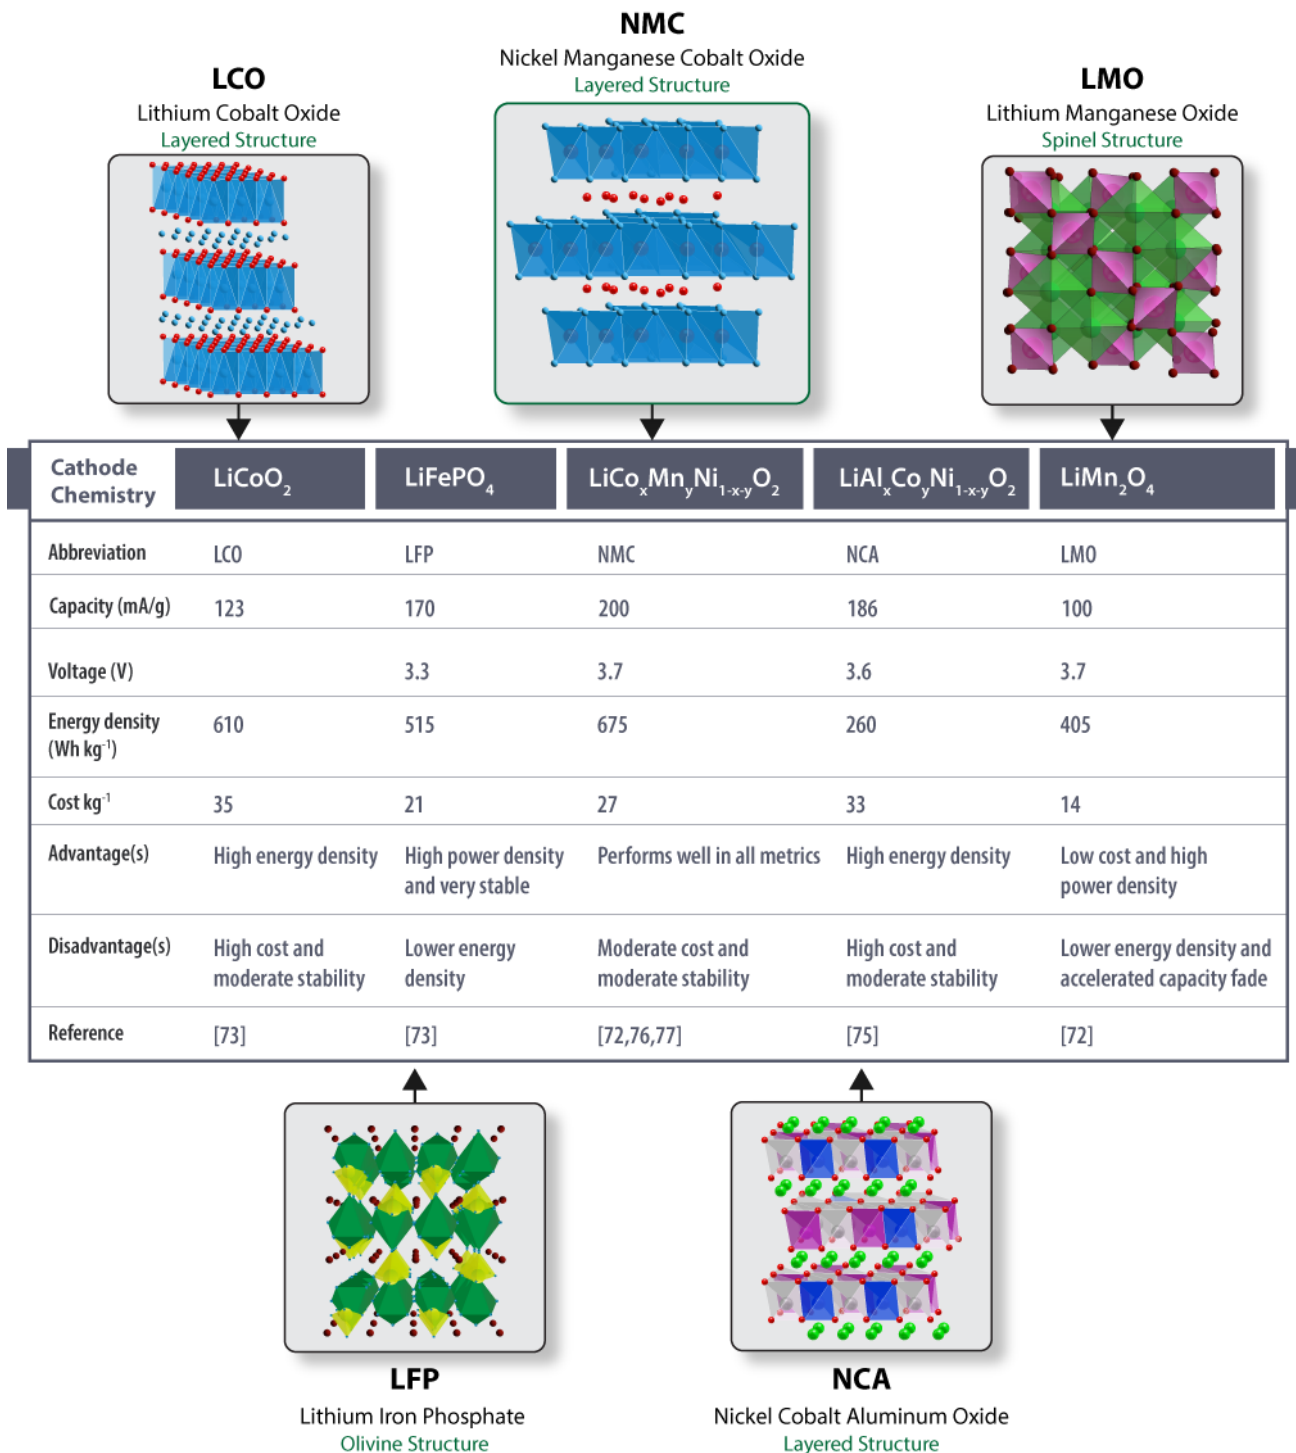 NMC
Nickel Manganese Cobalt Oxide
Layered Structure
LCO
Lithium Cobalt Oxide
Layered Structure
LMO
Lithium Manganese Oxide
Spinel Structure
Cathode Chemistry LiCoO₂ LiFePO₄ LiCoₓMnᵧNi₁₋ₓ₋ᵧO₂ LiAlₓCoᵧNi₁₋ₓ₋ᵧO₂ LiMn₂O₄
Abbreviation LCO LFP NMC NCA LMO
Capacity (mA/g) 123 170 200 186 100
Voltage (V) 3.3 3.7 3.6 3.7
Energy density (Wh kg⁻¹) 610 515 675 260 405
Cost kg⁻¹ 35 21 27 33 14
Advantage(s) High energy density High power density and very stable Performs well in all metrics High energy density Low cost and high power density
Disadvantage(s) High cost and moderate stability Lower energy density Moderate cost and moderate stability High cost and moderate stability Lower energy density and accelerated capacity fade
Reference [73] [73] [72,76,77] [75] [72]
LFP
Lithium Iron Phosphate
Olivine Structure
NCA
Nickel Cobalt Aluminum Oxide
Layered Structure